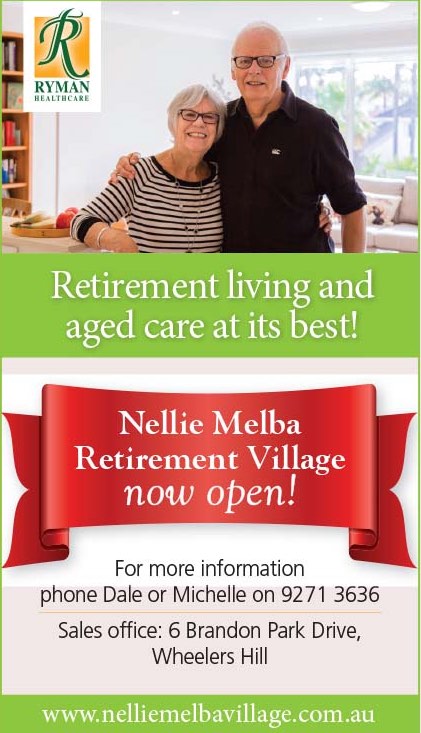 RYMAN
HEALTHCARE
Retirement living and
aged care at its best!
Nellie Melba
Retirement Village
now open!
For more information
phone Dale or Michelle on 9271 3636
Sales office: 6 Brandon Park Drive,
Wheelers Hill
www.nelliemelbavillage.com.au